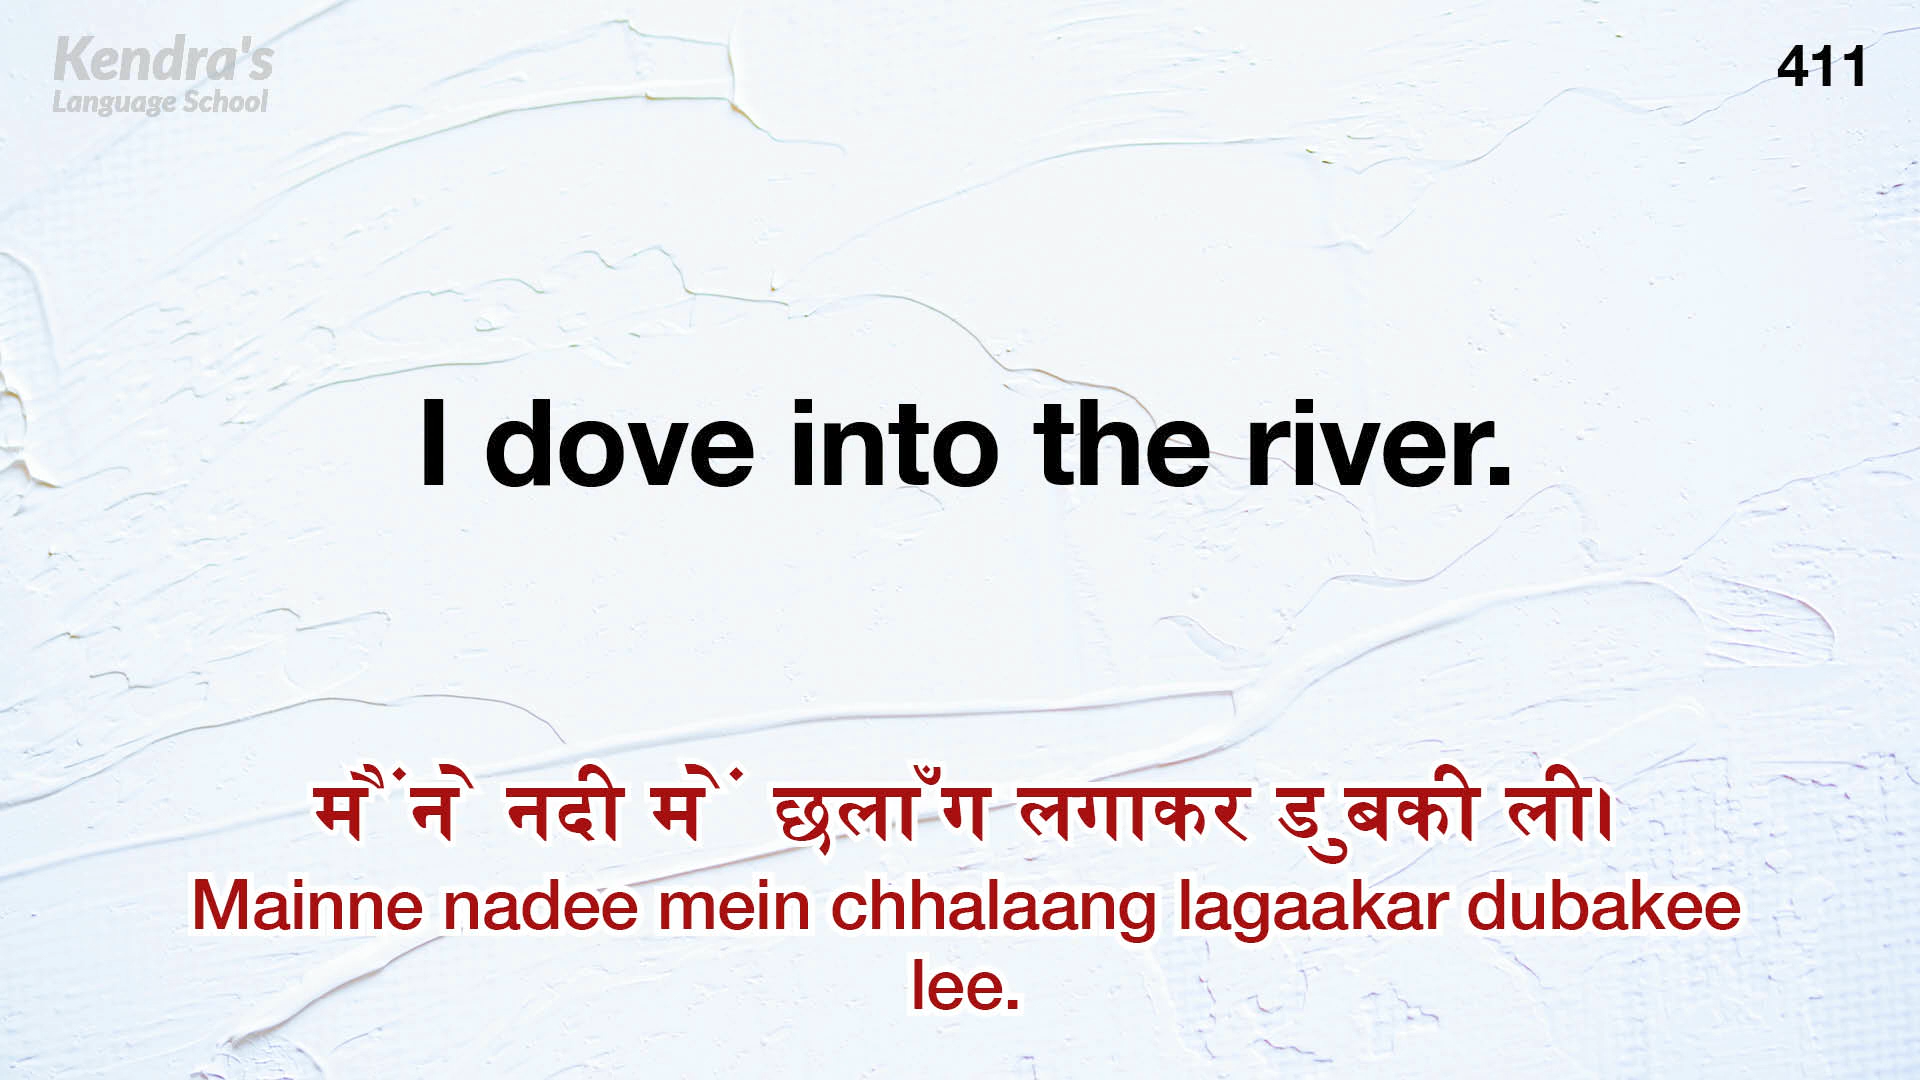 Kendra's
Language School
411
I dove into the river.
मैंने नदी में छलाँग लगाकर डुबकी ली।
Mainne nadee mein chhalaang lagaakar dubakee
lee.